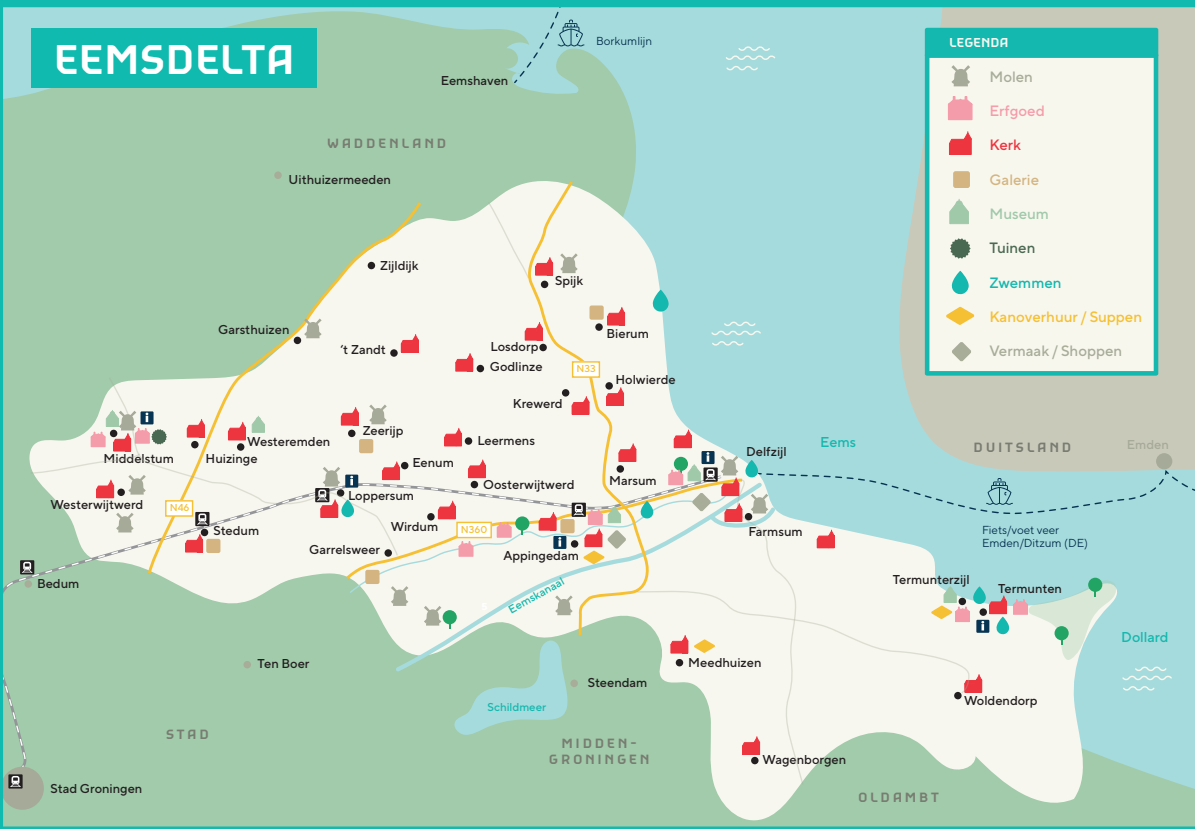 EEMSDELTA
Borkumlijn
Eemshaven
WADDENLAND
Uithuizermeeden
LEGENDA
Molen
Erfgoed
Kerk
Galerie
Museum
Tuinen
Zwemmen
Kanoverhuur / Suppen
Vermaak / Shoppen
Zijldijk
Spijk
Garsthuizen
Bierum
't Zandt
Losdorp
Godlinze
N33
Holwierde
Krewerd
Zeerijp
Leermens
Westeremden
Middelstum
Huizinge
Eenum
Oosterwijtwerd
Marsum
Delfzijl
Eems
DUITSLAND
Emden
Westerwijtwerd
Loppersum
N46
Stedum
Wirdum
N360
Farmsum
Fiets/voet veer
Emden/Ditzum (DE)
Garrelsweer
Appingedam
Bedum
Eemskanaal
Termunterzijl
Termunten
Dollard
Ten Boer
Meedhuizen
Steendam
Schildmeer
Woldendorp
STAD
MIDDEN-
GRONINGEN
Wagenborgen
Stad Groningen
OLDAMBT